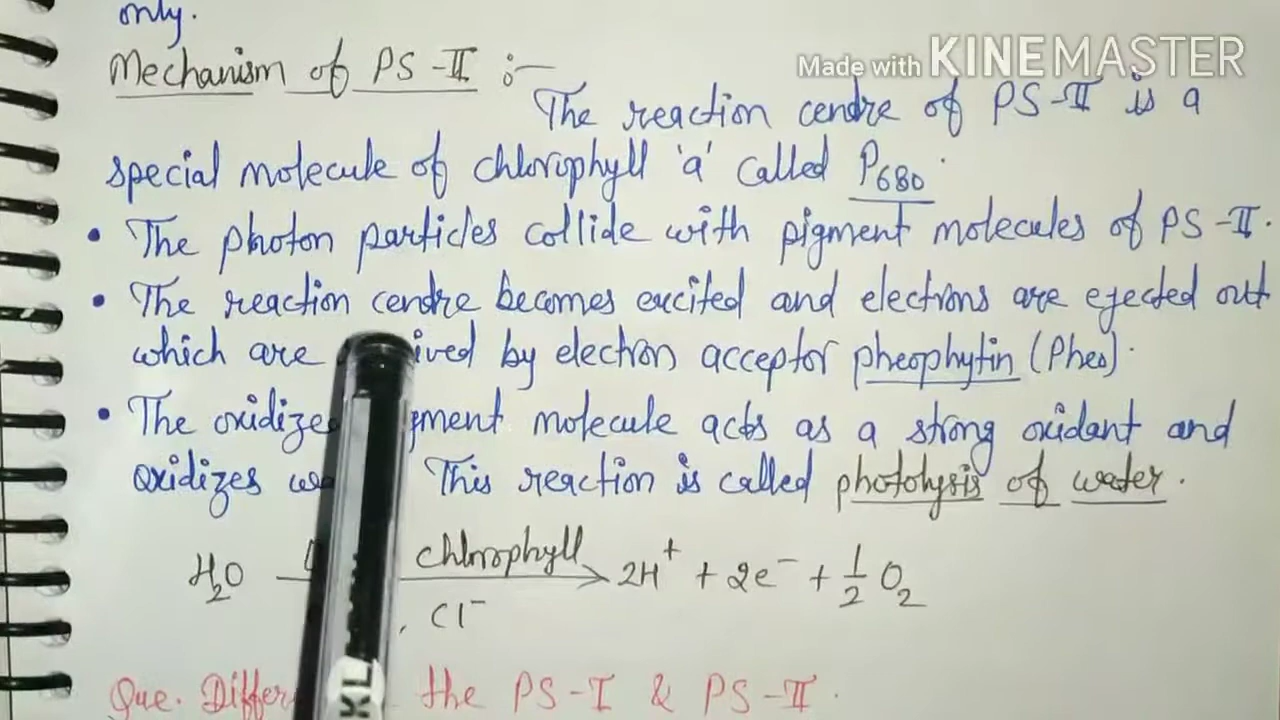 only.
Mechanism of PS-II :-
Made with KINEMASTER
The reaction centre of PS-II is a
special molecule of chlorophyll 'a' called P680.
• The photon particles collide with pigment molecules of PS-II.
• The reaction centre becomes excited and electrons are ejected out
which are by electron acceptor pheophytin (Pheo).
• The molecule acts as a strong oxidant and
oxidizes This reaction is called photolysis of water.
H₂O chlorophyll → 2H⁺ + 2e⁻ + 1/2 O₂
, Cl⁻
Que. the PS-I & PS-II.
KL